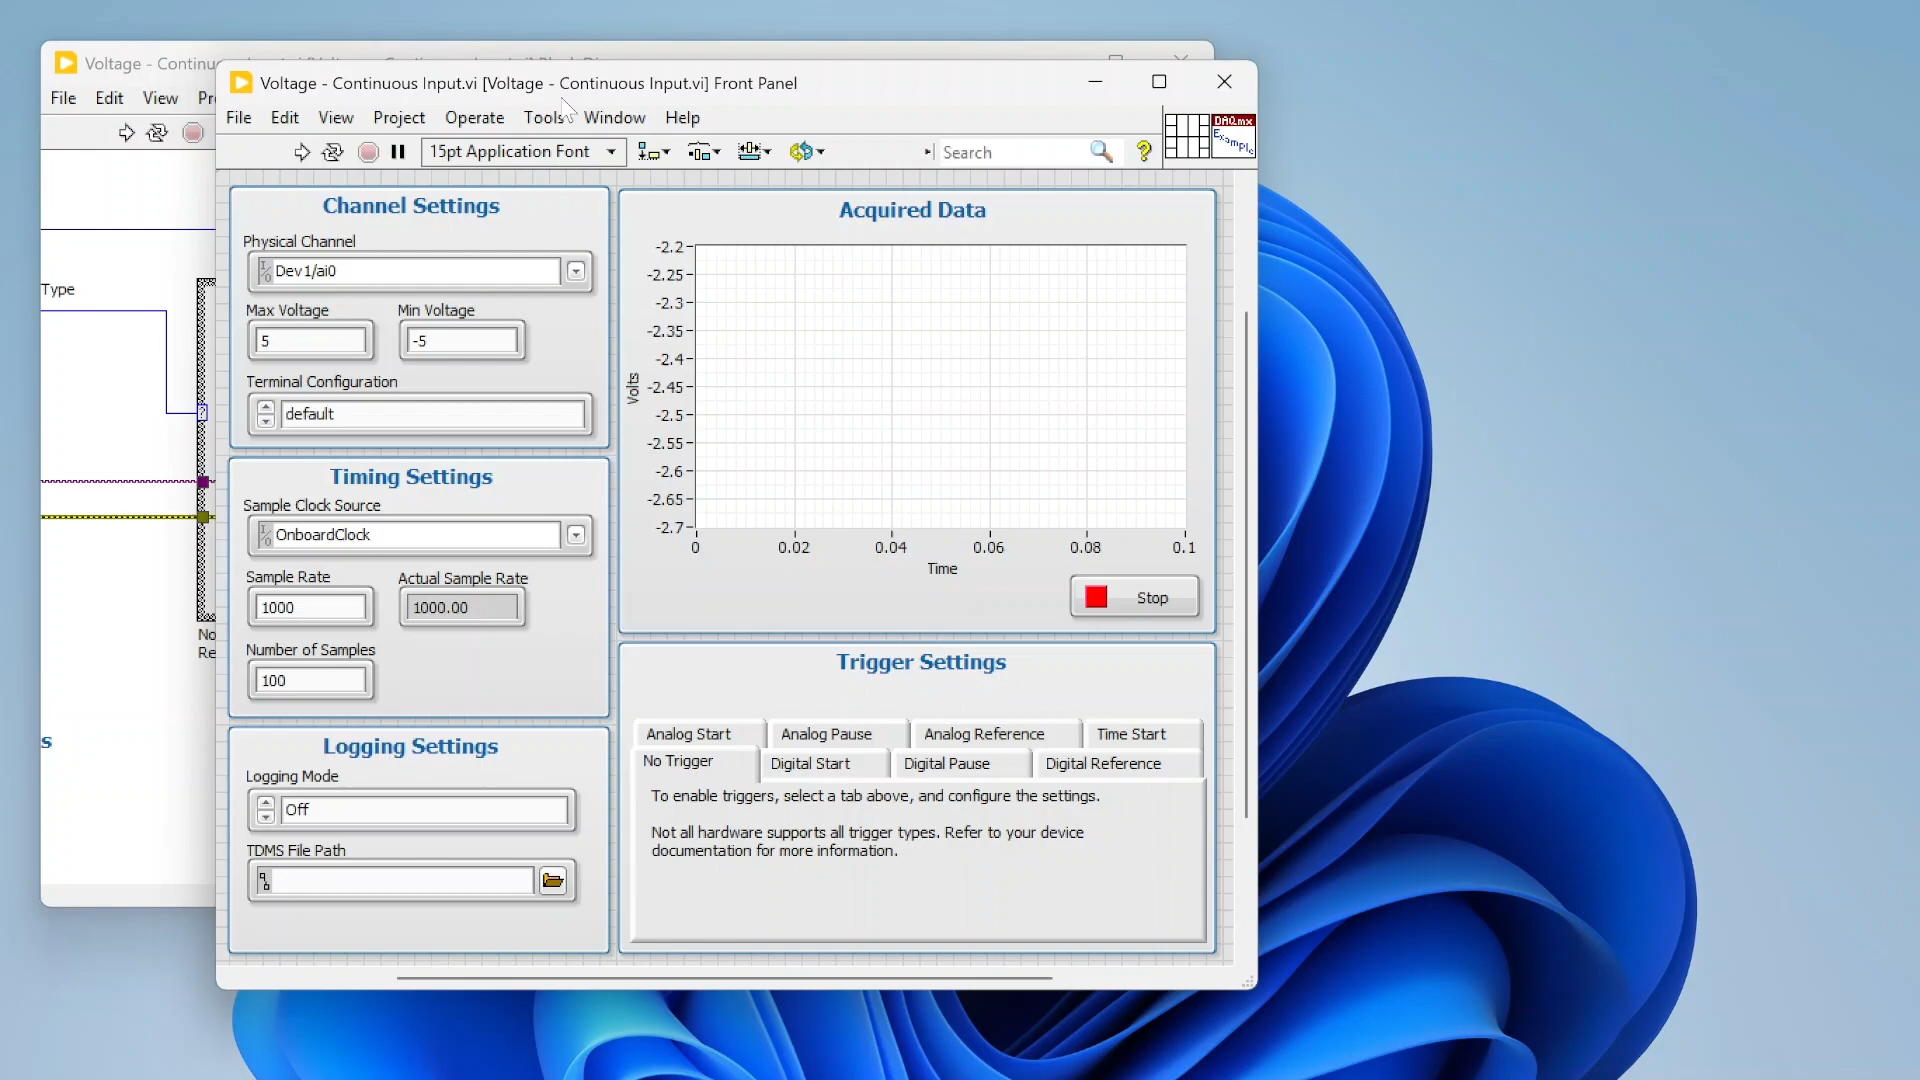 Voltage - Continu
File Edit View
Type
No
Re
s
Voltage - Continuous Input.vi [Voltage - Continuous Input.vi] Front Panel
File Edit View Project Operate Tools Window Help
15pt Application Font
Search
?
DAQmx
Example
Channel Settings
Physical Channel
Dev1/ai0
Max Voltage Min Voltage
5 -5
Terminal Configuration
default
Timing Settings
Sample Clock Source
OnboardClock
Sample Rate Actual Sample Rate
1000 1000.00
Number of Samples
100
Logging Settings
Logging Mode
Off
TDMS File Path
Acquired Data
-2.2
-2.25
-2.3
-2.35
-2.4
-2.45
-2.5
-2.55
-2.6
-2.65
-2.7
Volts
0 0.02 0.04 0.06 0.08 0.1
Time
Stop
Trigger Settings
Analog Start Analog Pause Analog Reference Time Start
No Trigger Digital Start Digital Pause Digital Reference
To enable triggers, select a tab above, and configure the settings.
Not all hardware supports all trigger types. Refer to your device
documentation for more information.